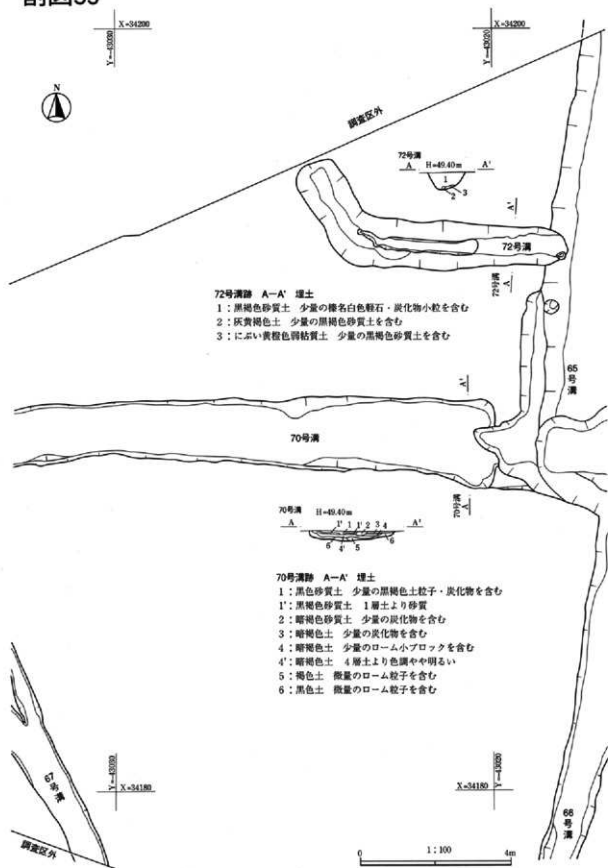 割図59
X=34200
Y=-43030
X=34200
Y=-43020
N
調査区外
72号溝
A H=49.40m A'
1
2
3
A'
72号溝
72号溝
A
72号溝跡 A―A' 埋土
1：黒褐色砂質土 少量の榛名白色軽石・炭化物小粒を含む
2：灰黄褐色土 少量の黒褐色砂質土を含む
3：にぶい黄橙色弱粘質土 少量の黒褐色砂質土を含む
65号溝
A'
70号溝
70号溝
A
70号溝 H=49.40m
A 1' 1 1' 2 3 4 A'
6 4' 5 6
70号溝跡 A―A' 埋土
1：黒色砂質土 少量の黒褐色土粒子・炭化物を含む
1'：黒褐色砂質土 1層土より砂質
2：暗褐色砂質土 少量の炭化物を含む
3：暗褐色土 少量の炭化物を含む
4：暗褐色土 少量のローム小ブロックを含む
4'：暗褐色土 4層土より色調やや明るい
5：褐色土 微量のローム粒子を含む
6：黒色土 微量のローム粒子を含む
Y=-43030
X=34180
Y=-43020
X=34180
67号溝
66号溝
調査区外
0 1：100 4m